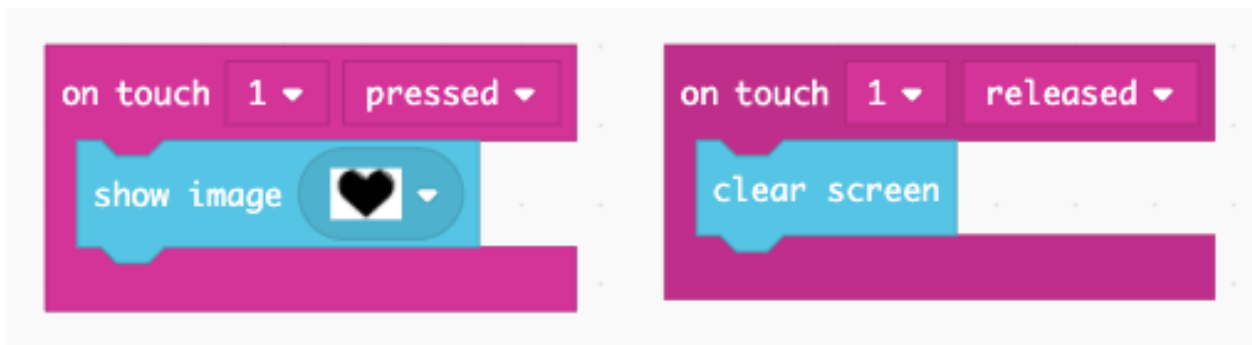 on touch 1 pressed
show image
on touch 1 released
clear screen